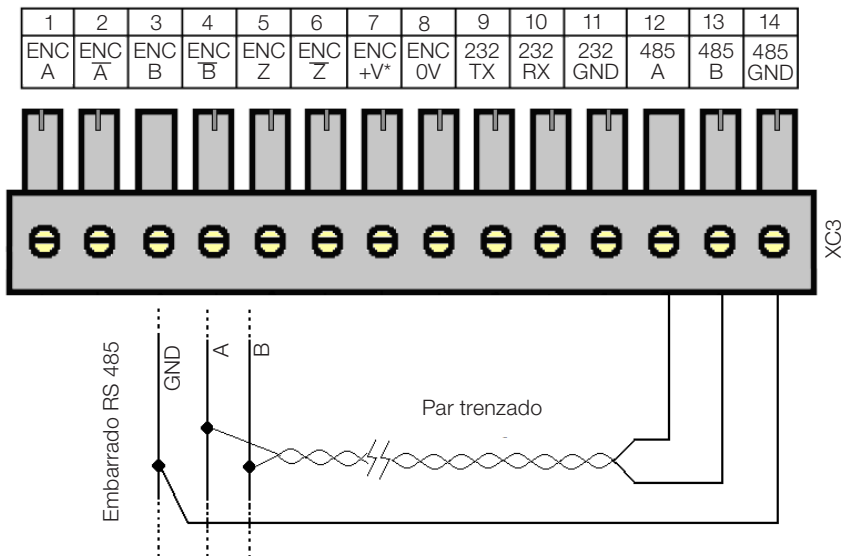 1 2 3 4 5 6 7 8 9 10 11 12 13 14
ENC ENC ENC ENC ENC ENC ENC ENC 232 232 232 485 485 485
A A̅ B B̅ Z Z̅ +V* 0V TX RX GND A B GND
XC3
Embarrado RS 485
GND
A
B
Par trenzado